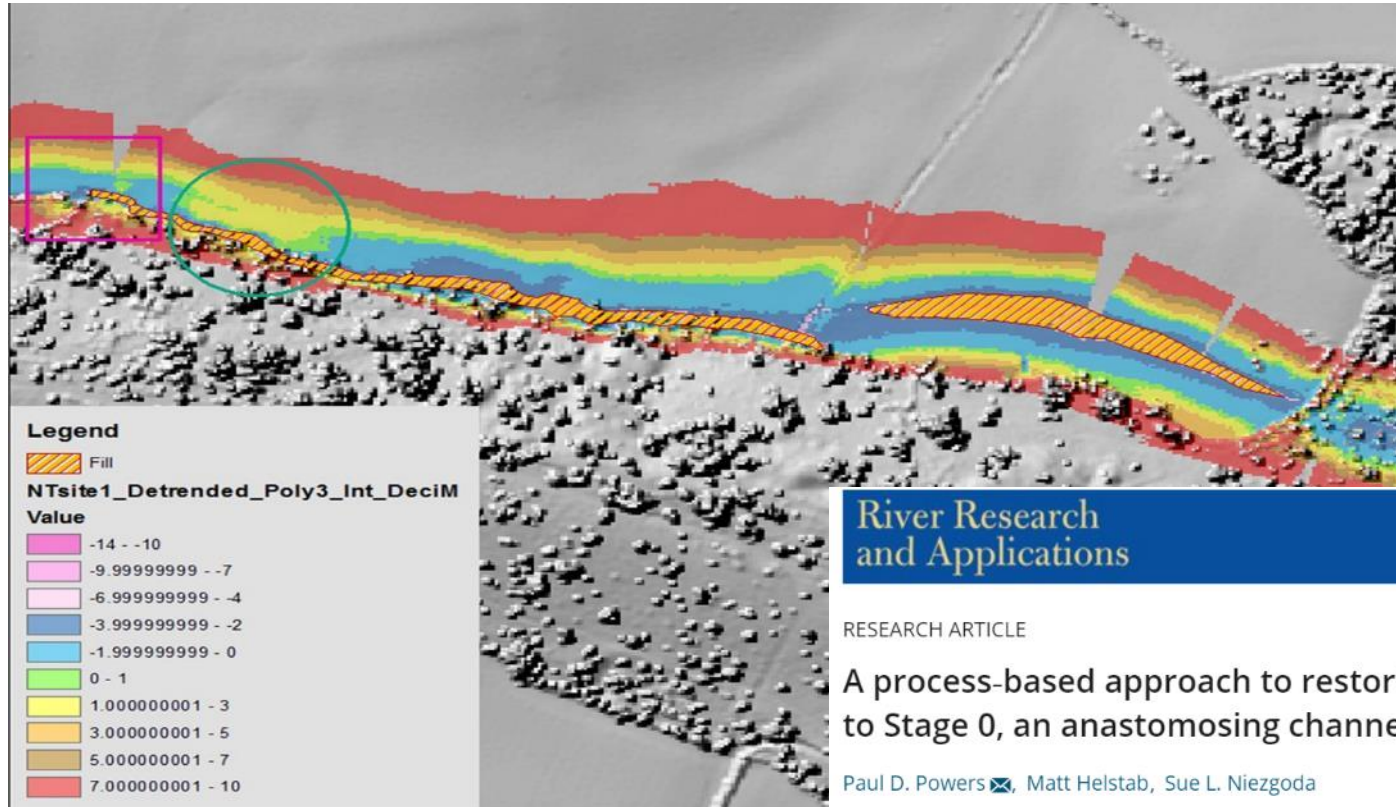 Legend
Fill
NTsite1_Detrended_Poly3_Int_DeciM
Value
-14 - -10
-9.99999999 - -7
-6.999999999 - -4
-3.999999999 - -2
-1.999999999 - 0
0 - 1
1.000000001 - 3
3.000000001 - 5
5.000000001 - 7
7.000000001 - 10
River Research
and Applications
RESEARCH ARTICLE
A process-based approach to restor
to Stage 0, an anastomosing channe
Paul D. Powers, Matt Helstab, Sue L. Niezgoda